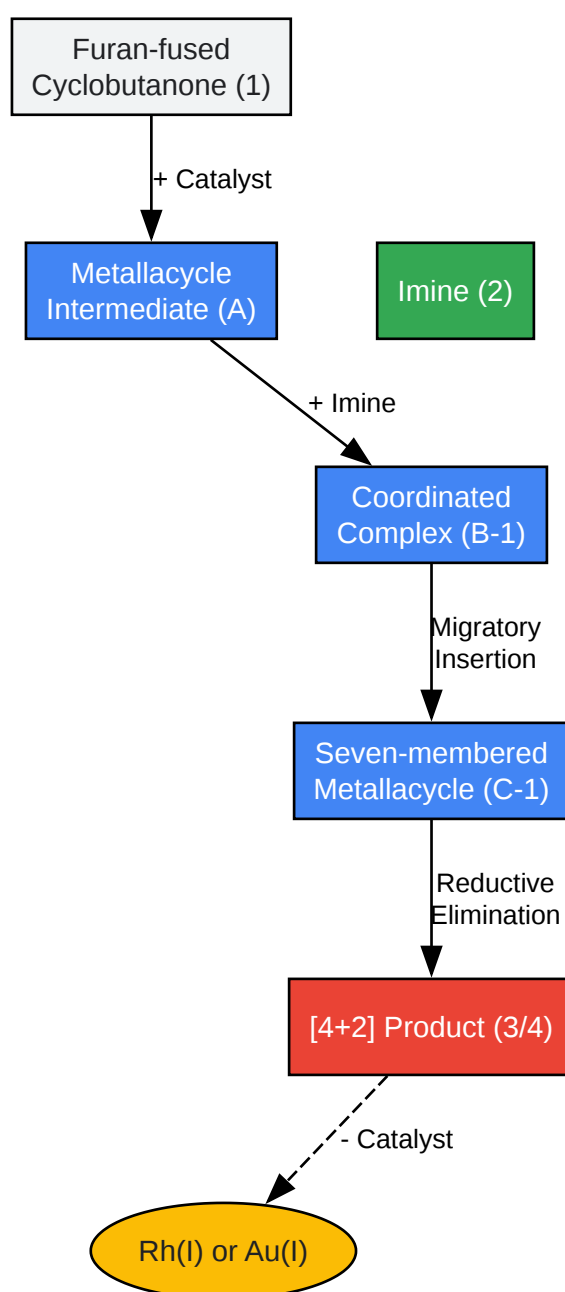 Furan-fused
Cyclobutanone (1)
+ Catalyst
Metallacycle
Intermediate (A)
Imine (2)
+ Imine
Coordinated
Complex (B-1)
Migratory
Insertion
Seven-membered
Metallacycle (C-1)
Reductive
Elimination
[4+2] Product (3/4)
- Catalyst
Rh(I) or Au(I)